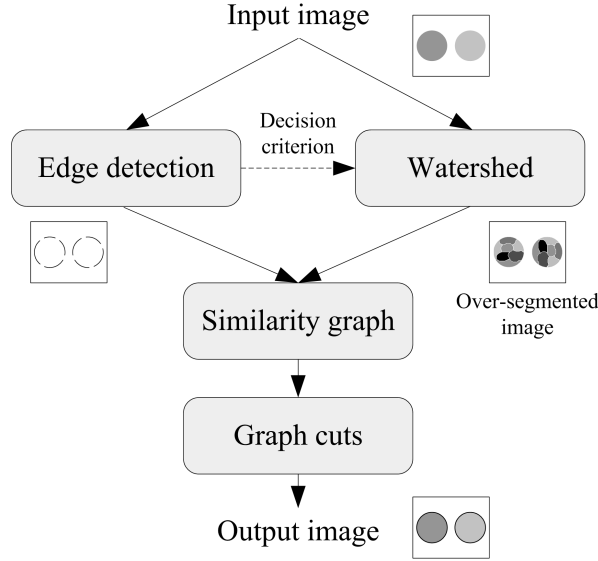 Input image
Decision
criterion
Edge detection
Watershed
Over-segmented
image
Similarity graph
Graph cuts
Output image